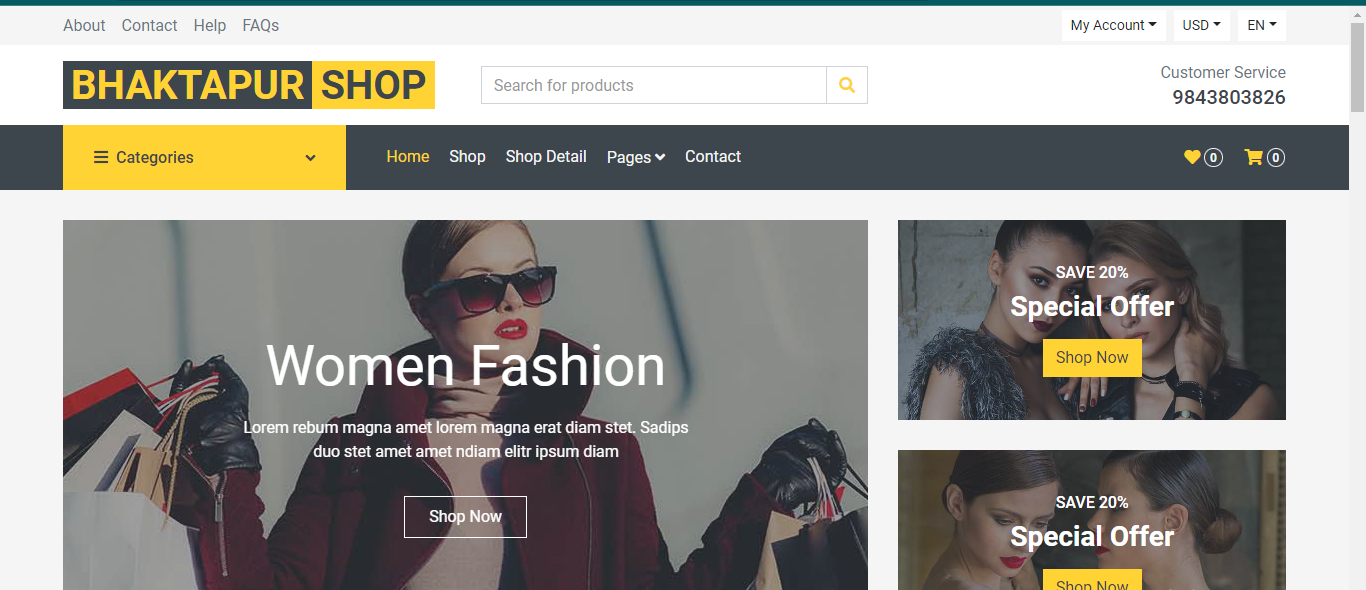 About Contact Help FAQs My Account USD EN
BHAKTAPUR SHOP
Search for products
Customer Service
9843803826
Categories
Home Shop Shop Detail Pages Contact 0 0
Women Fashion
Lorem rebum magna amet lorem magna erat diam stet. Sadips
duo stet amet amet ndiam elitr ipsum diam
Shop Now
SAVE 20%
Special Offer
Shop Now
SAVE 20%
Special Offer
Shop Now